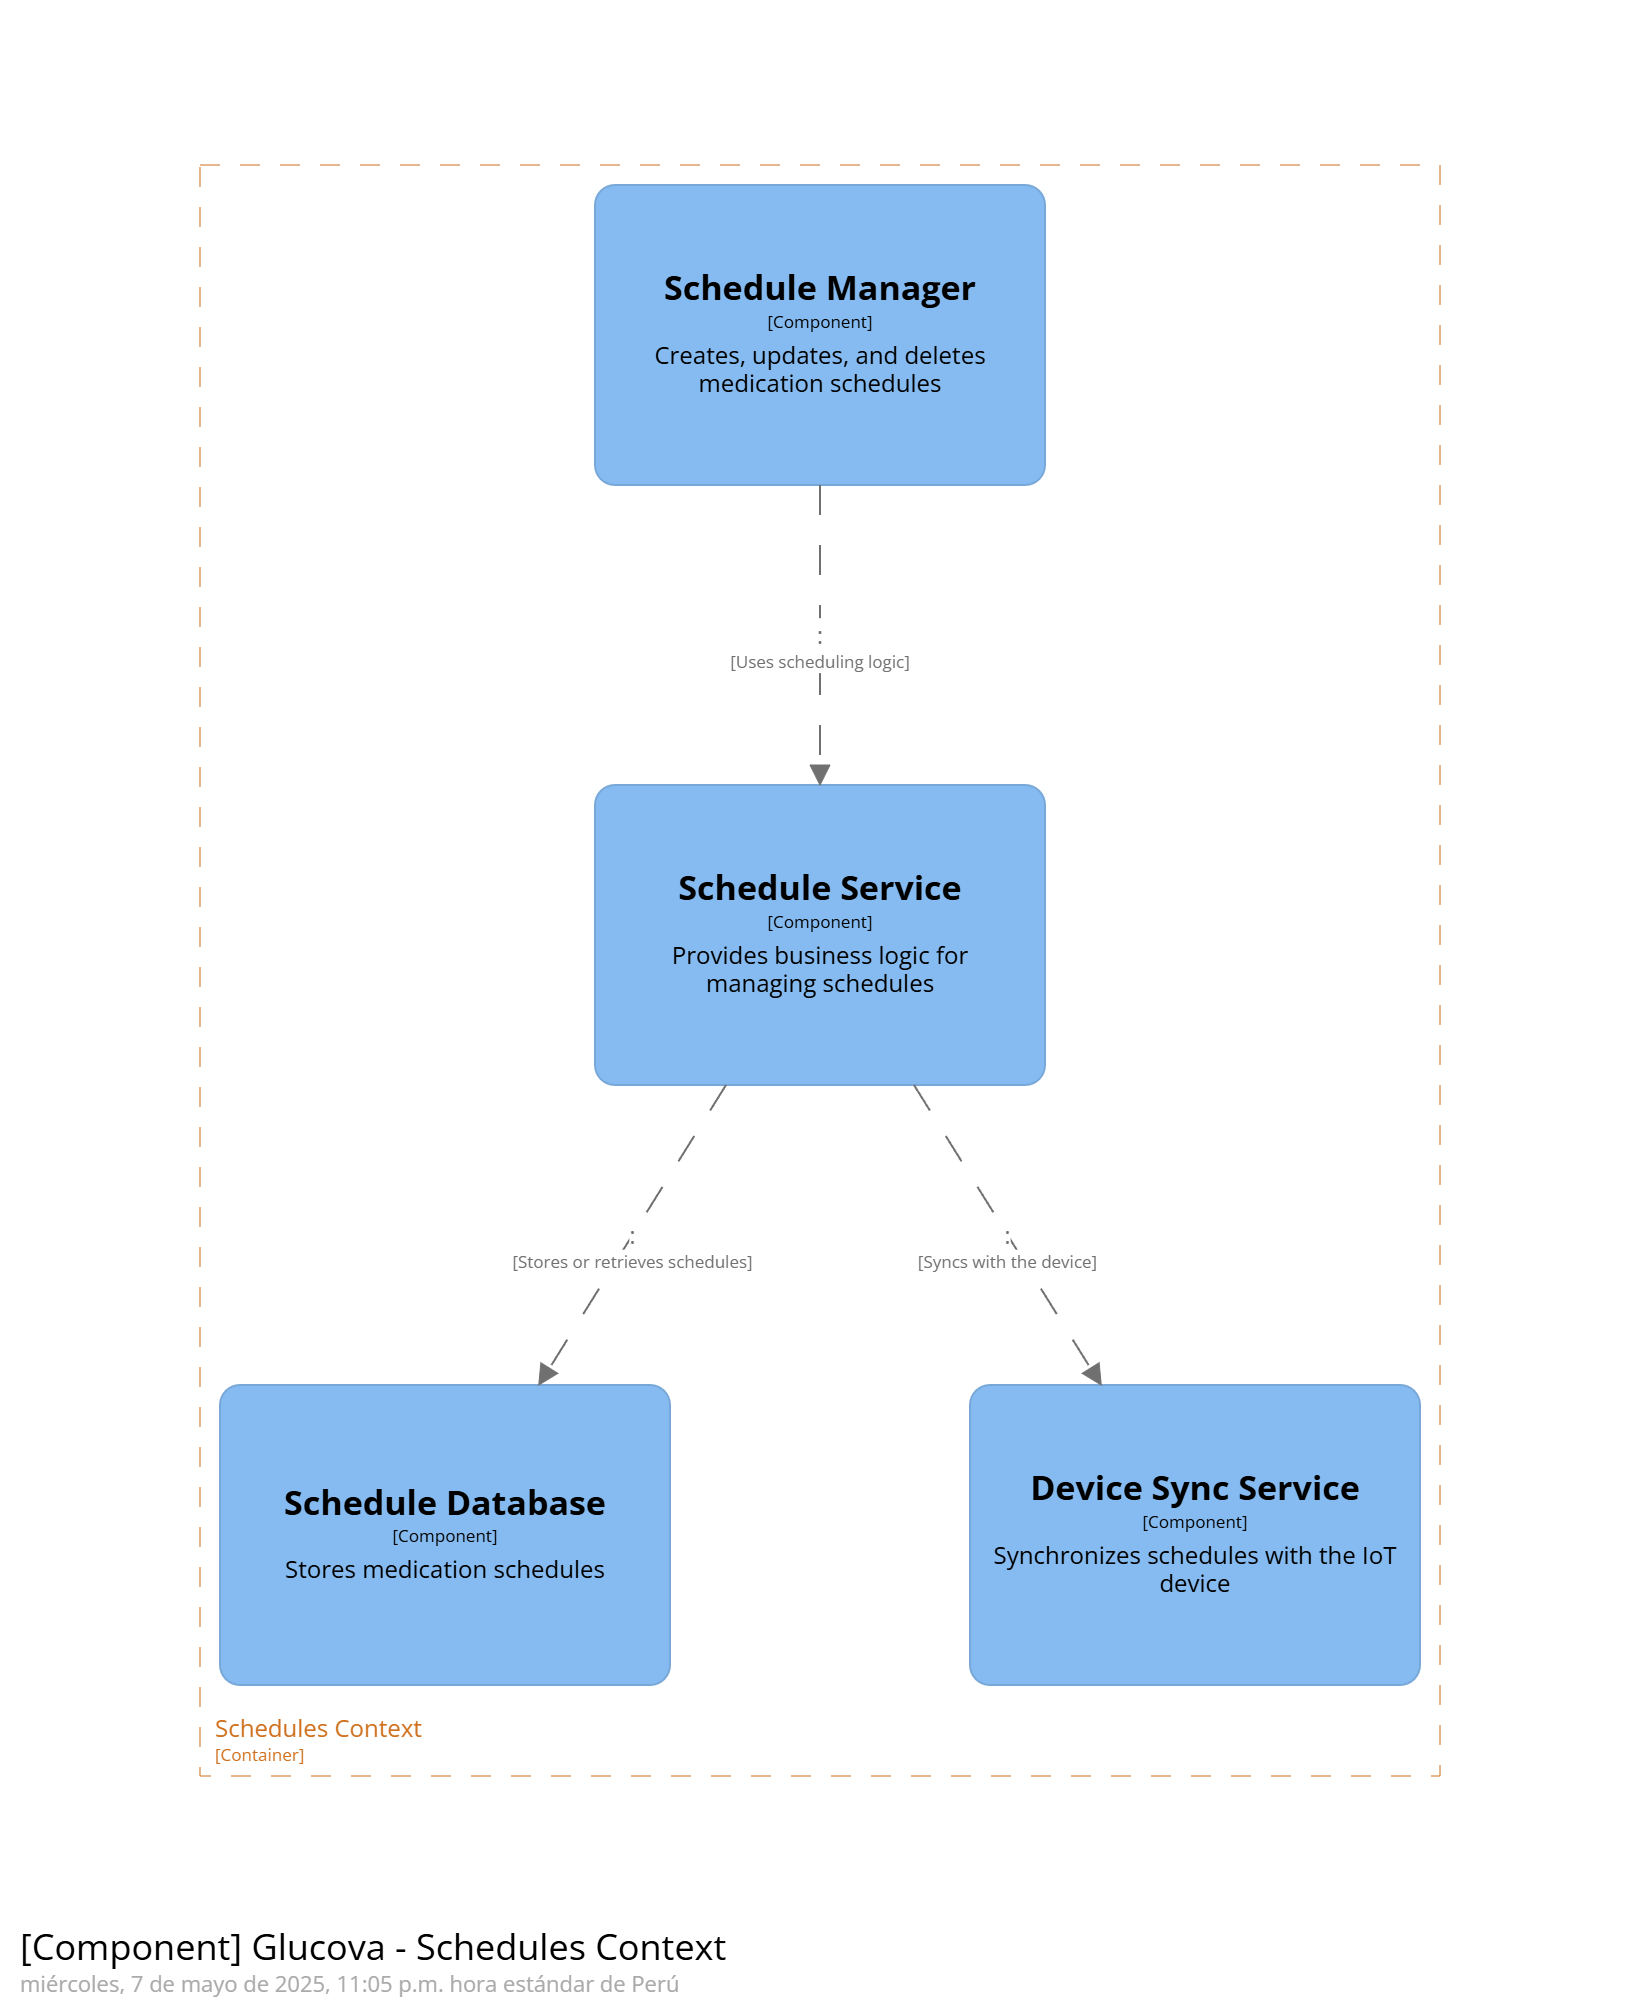 Schedule Manager
[Component]
Creates, updates, and deletes
medication schedules
:
[Uses scheduling logic]
Schedule Service
[Component]
Provides business logic for
managing schedules
:
[Stores or retrieves schedules]
:
[Syncs with the device]
Schedule Database
[Component]
Stores medication schedules
Device Sync Service
[Component]
Synchronizes schedules with the IoT
device
Schedules Context
[Container]
[Component] Glucova - Schedules Context
miércoles, 7 de mayo de 2025, 11:05 p.m. hora estándar de Perú